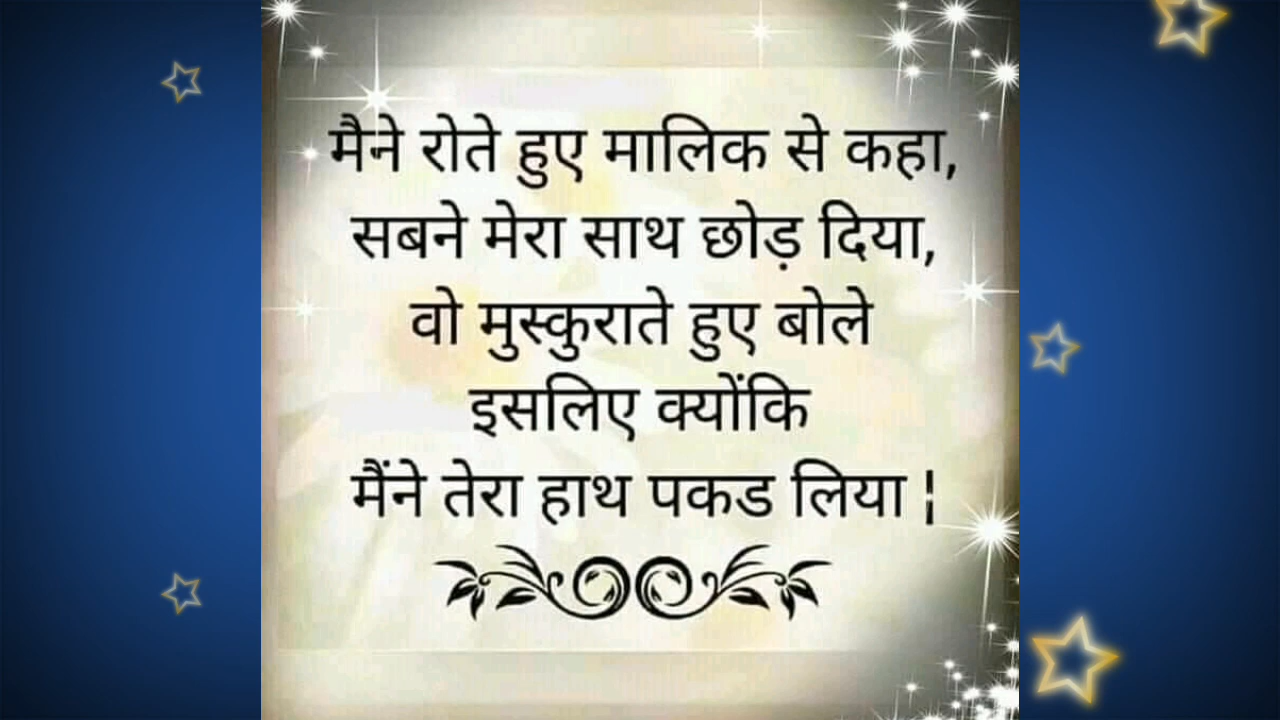 मैने रोते हुए मालिक से कहा,
सबने मेरा साथ छोड़ दिया,
वो मुस्कुराते हुए बोले
इसलिए क्योंकि
मैंने तेरा हाथ पकड लिया ¦